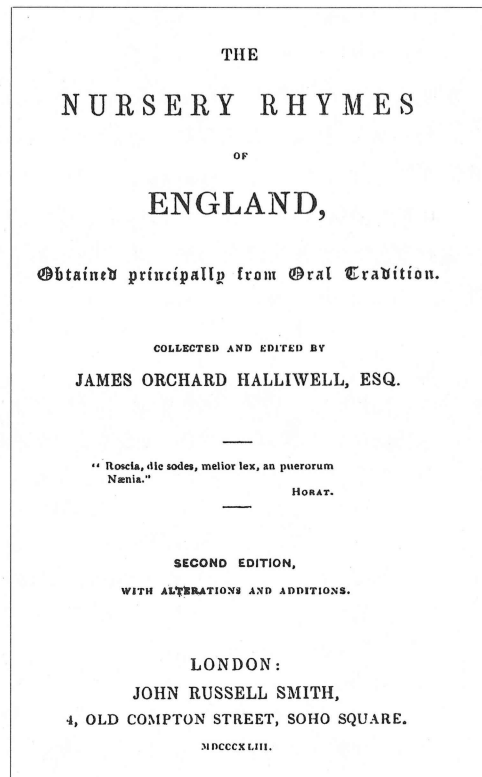 THE
NURSERY RHYMES
OF
ENGLAND,
Obtained principally from Oral Tradition.
COLLECTED AND EDITED BY
JAMES ORCHARD HALLIWELL, ESQ.
“ Roscia, dic sodes, melior lex, an puerorum
Nænia."
HORAT.
SECOND EDITION,
WITH ALTERATIONS AND ADDITIONS.
LONDON:
JOHN RUSSELL SMITH,
4, OLD COMPTON STREET, SOHO SQUARE.
MDCCCXLIII.